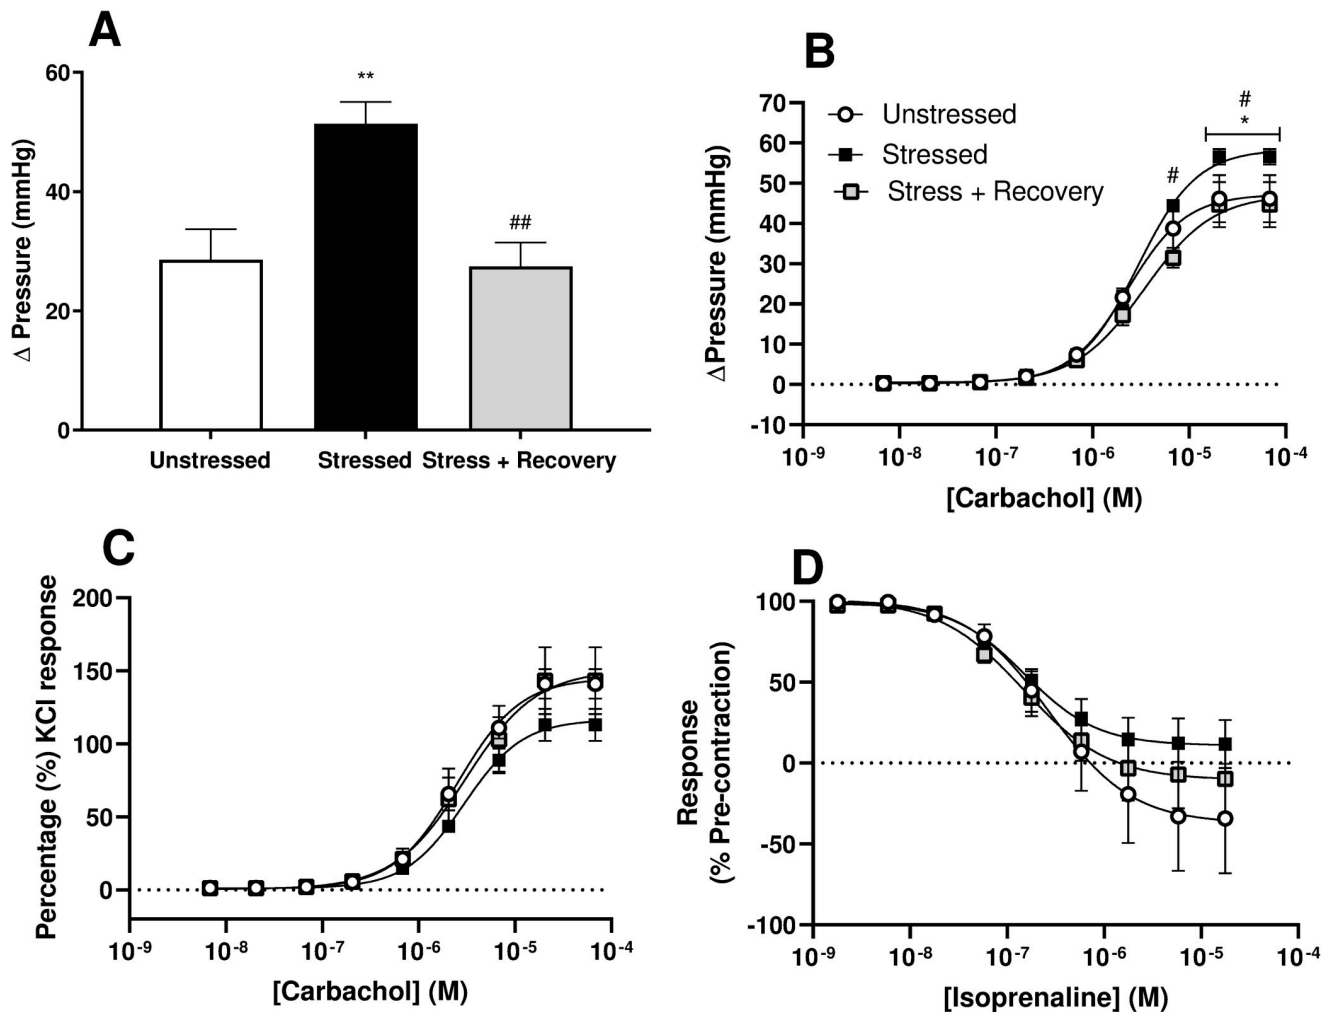 A
Δ Pressure (mmHg)
60
40
20
0
**
##
Unstressed
Stressed
Stress + Recovery
B
ΔPressure (mmHg)
70
60
50
40
30
20
10
0
-10
Unstressed
Stressed
Stress + Recovery
#
#
*
10-9
10-8
10-7
10-6
10-5
10-4
[Carbachol] (M)
C
Percentage (%) KCl response
200
150
100
50
0
10-9
10-8
10-7
10-6
10-5
10-4
[Carbachol] (M)
D
Response
(% Pre-contraction)
100
50
0
-50
-100
10-9
10-8
10-7
10-6
10-5
10-4
[Isoprenaline] (M)